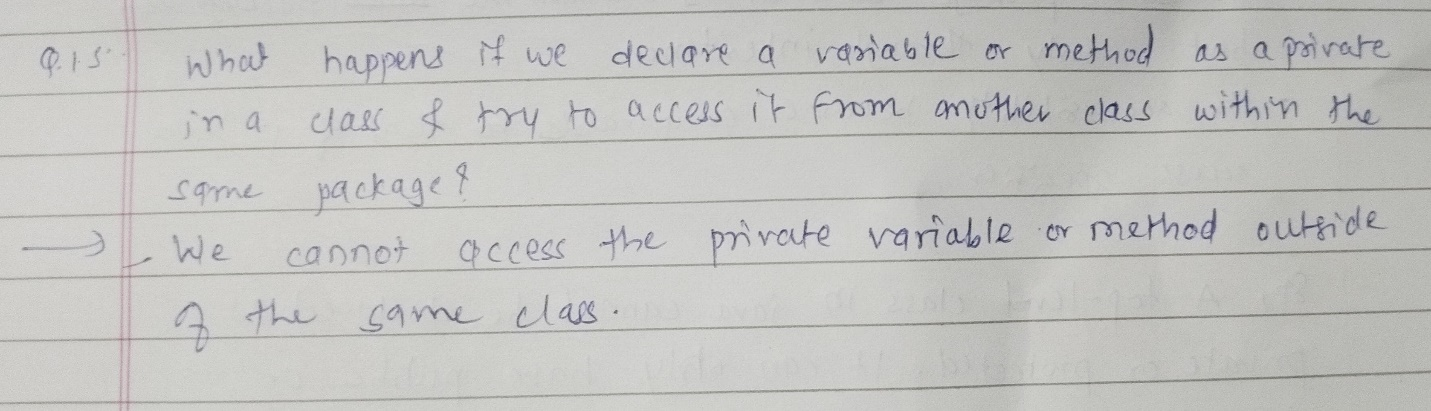 Q.15 What happens if we declare a variable or method as a private
in a class & try to access it from another class within the
same package?
→ - We cannot access the private variable or method outside
of the same class.